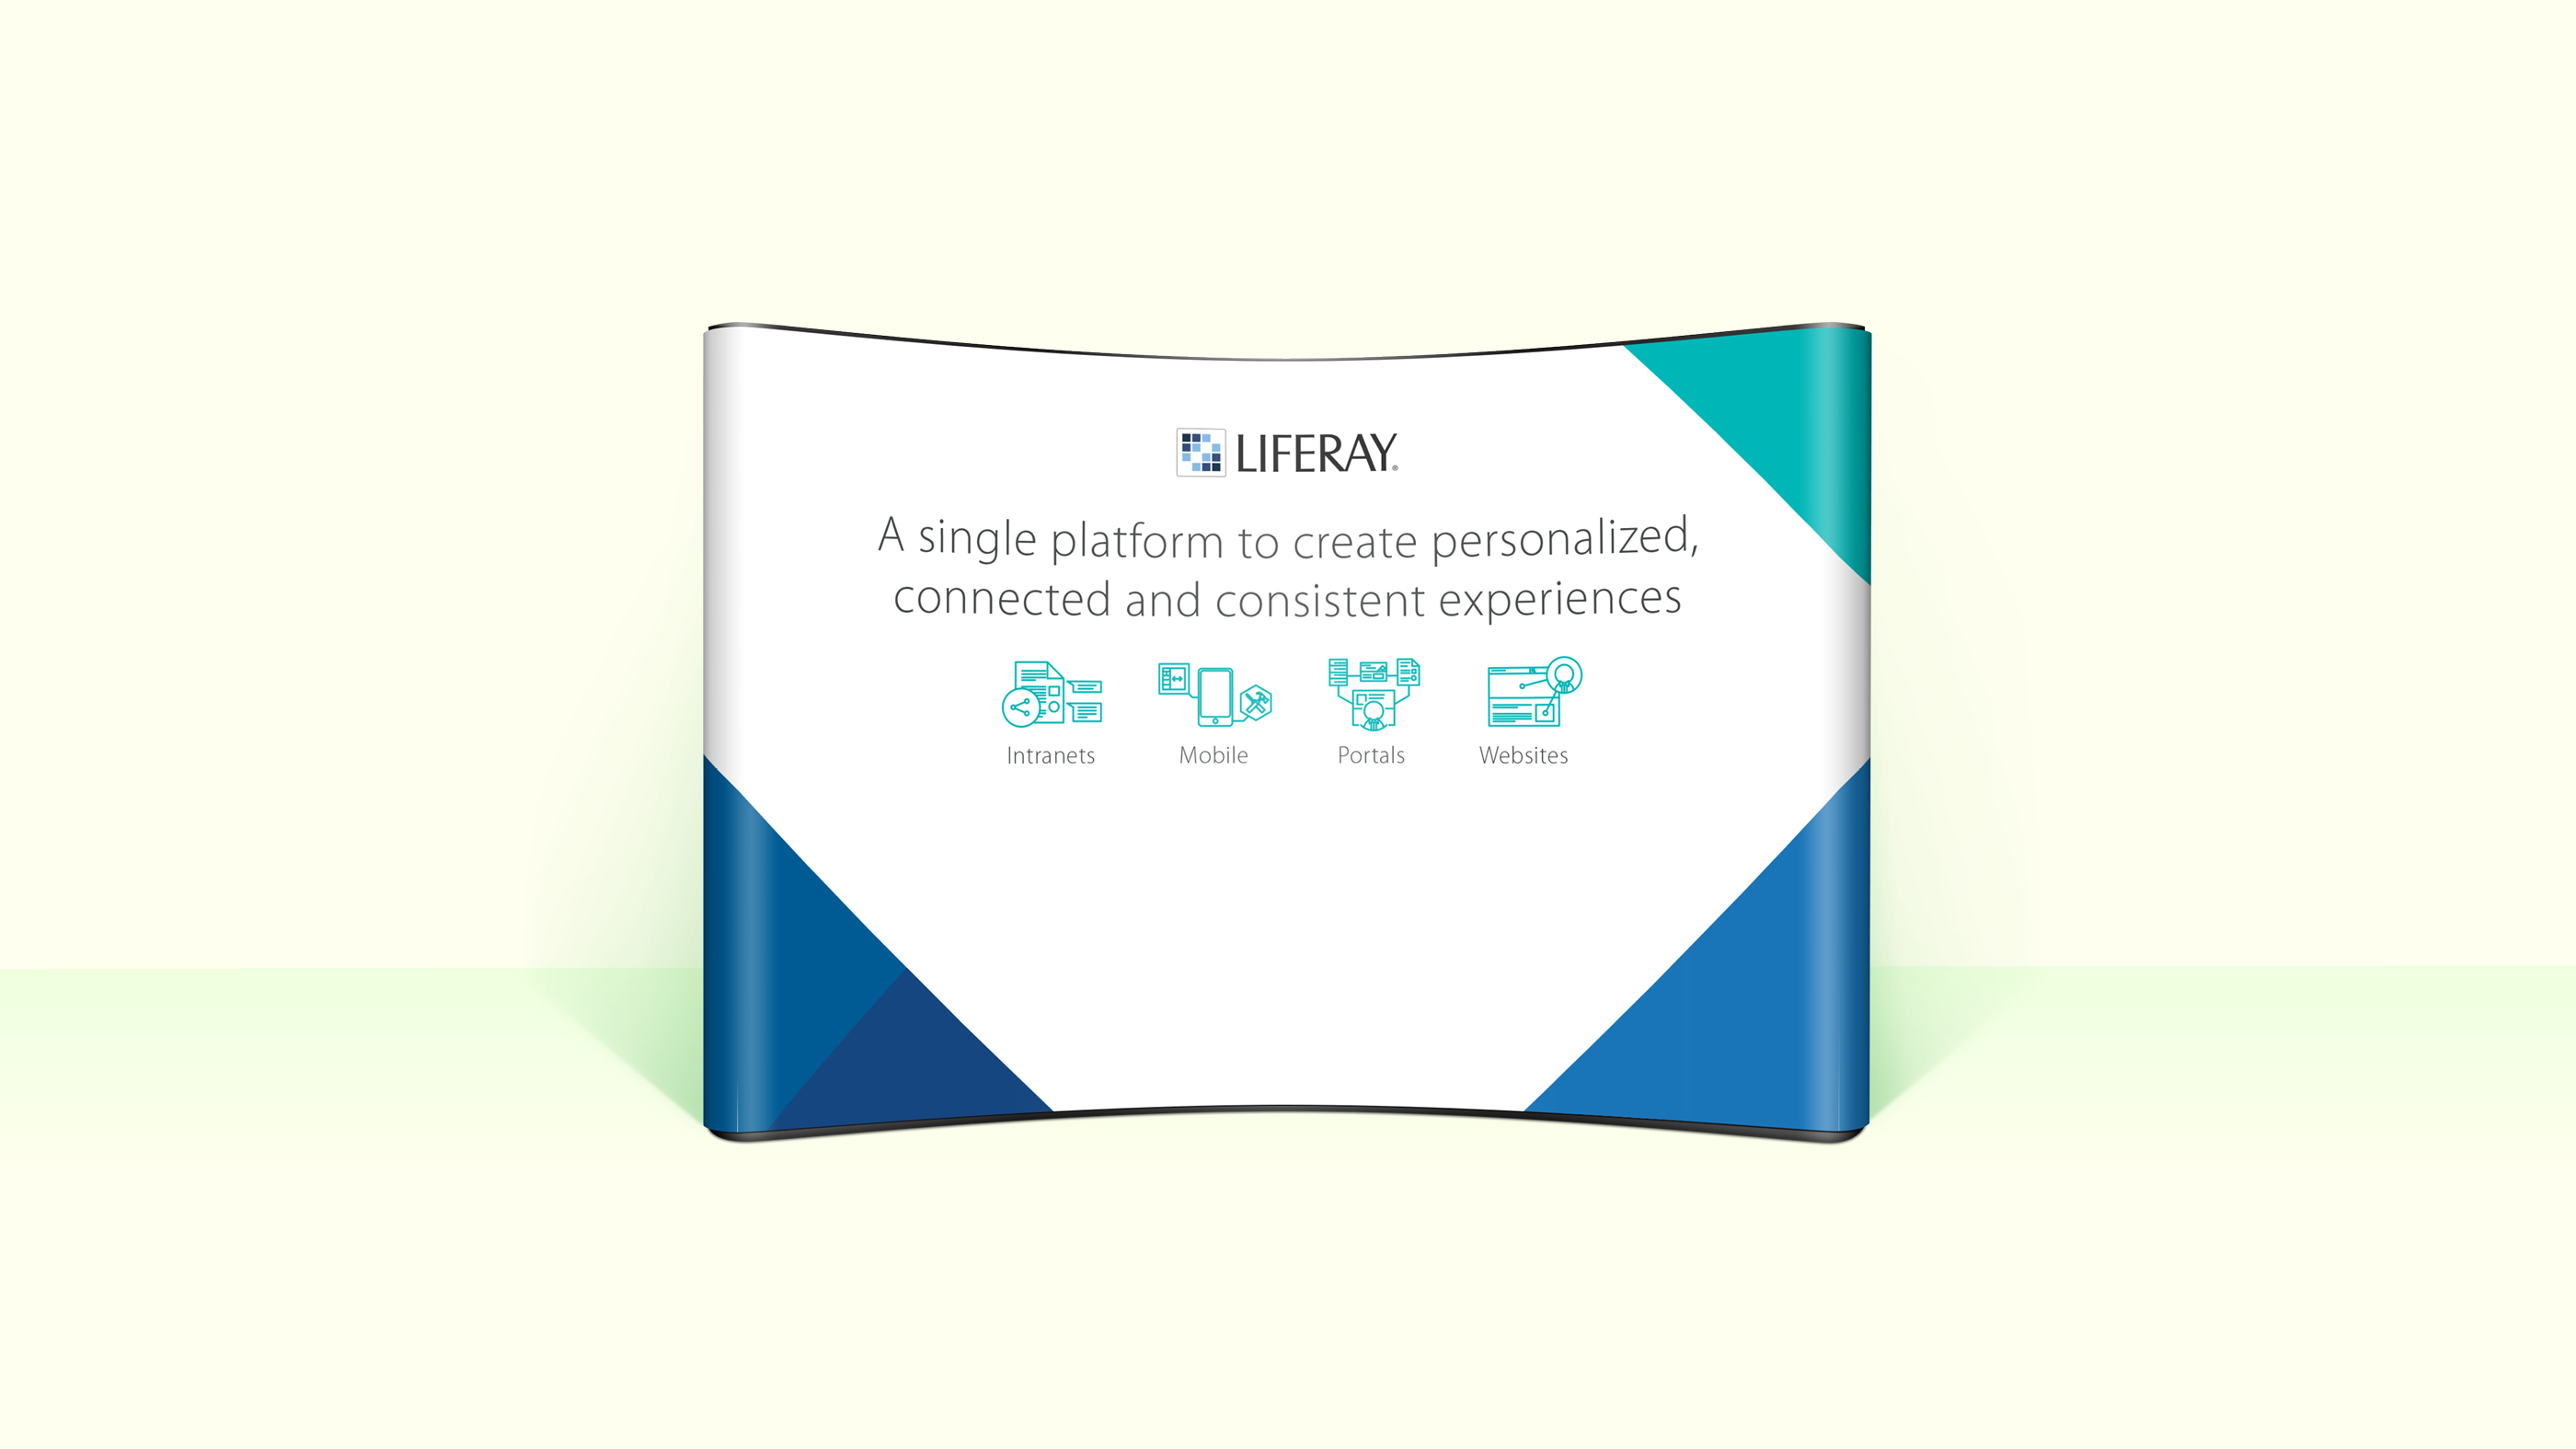 LIFERAY®
A single platform to create personalized,
connected and consistent experiences
Intranets Mobile Portals Websites